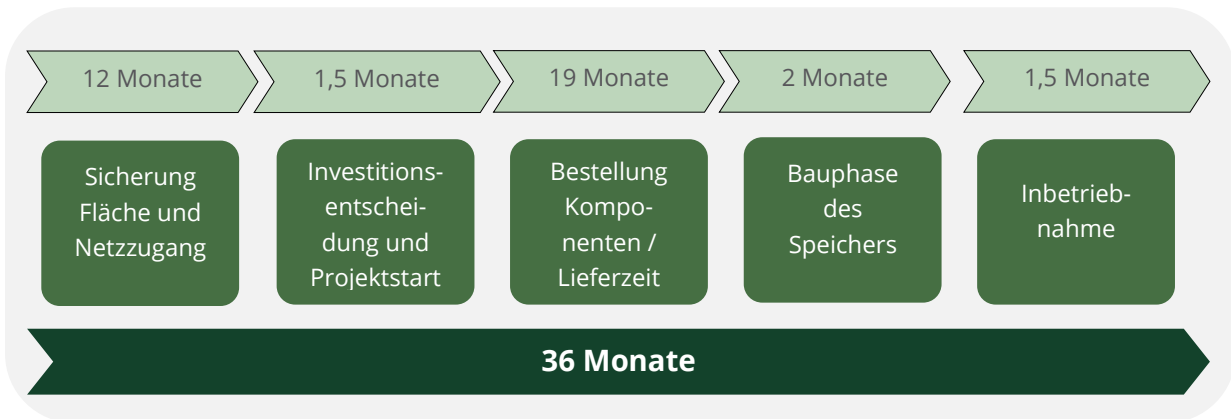 12 Monate
1,5 Monate
19 Monate
2 Monate
1,5 Monate
Sicherung
Fläche und
Netzzugang
Investitions-
entschei-
dung und
Projektstart
Bestellung
Kompo-
nenten /
Lieferzeit
Bauphase
des
Speichers
Inbetrieb-
nahme
36 Monate